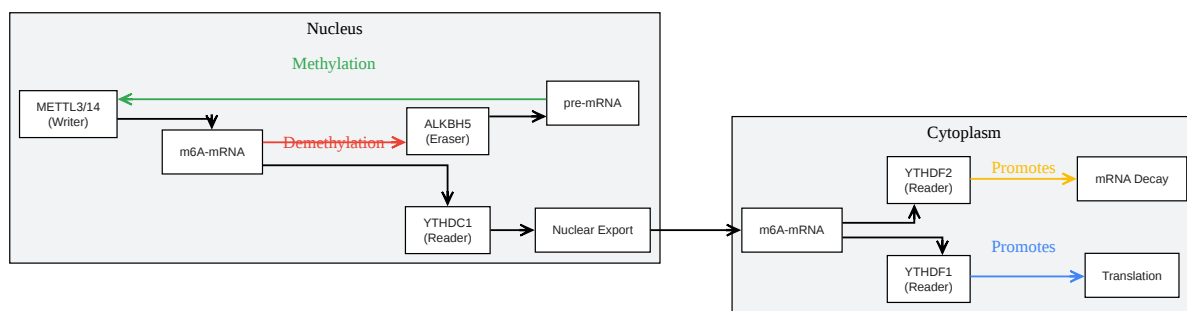 Nucleus
Methylation
METTL3/14
(Writer)
pre-mRNA
ALKBH5
(Eraser)
m6A-mRNA
Demethylation
YTHDC1
(Reader)
Nuclear Export
Cytoplasm
YTHDF2
(Reader)
Promotes
mRNA Decay
m6A-mRNA
Promotes
YTHDF1
(Reader)
Translation